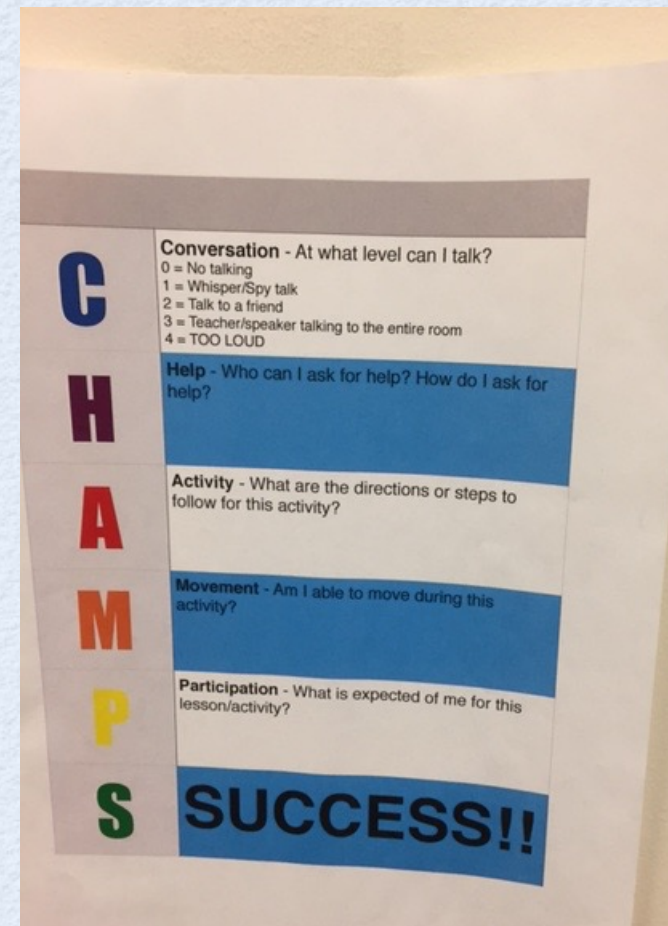 C
Conversation - At what level can I talk?
0 = No talking
1 = Whisper/Spy talk
2 = Talk to a friend
3 = Teacher/speaker talking to the entire room
4 = TOO LOUD
H
Help - Who can I ask for help? How do I ask for
help?
A
Activity - What are the directions or steps to
follow for this activity?
M
Movement - Am I able to move during this
activity?
P
Participation - What is expected of me for this
lesson/activity?
S
SUCCESS!!